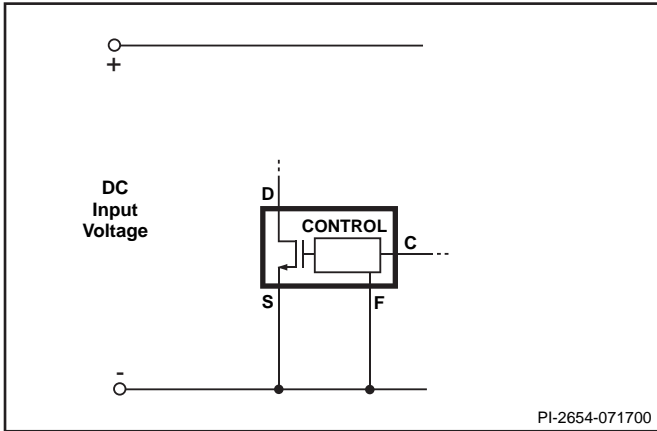 +
DC
Input
Voltage
D
CONTROL
C
S
F
-
PI-2654-071700